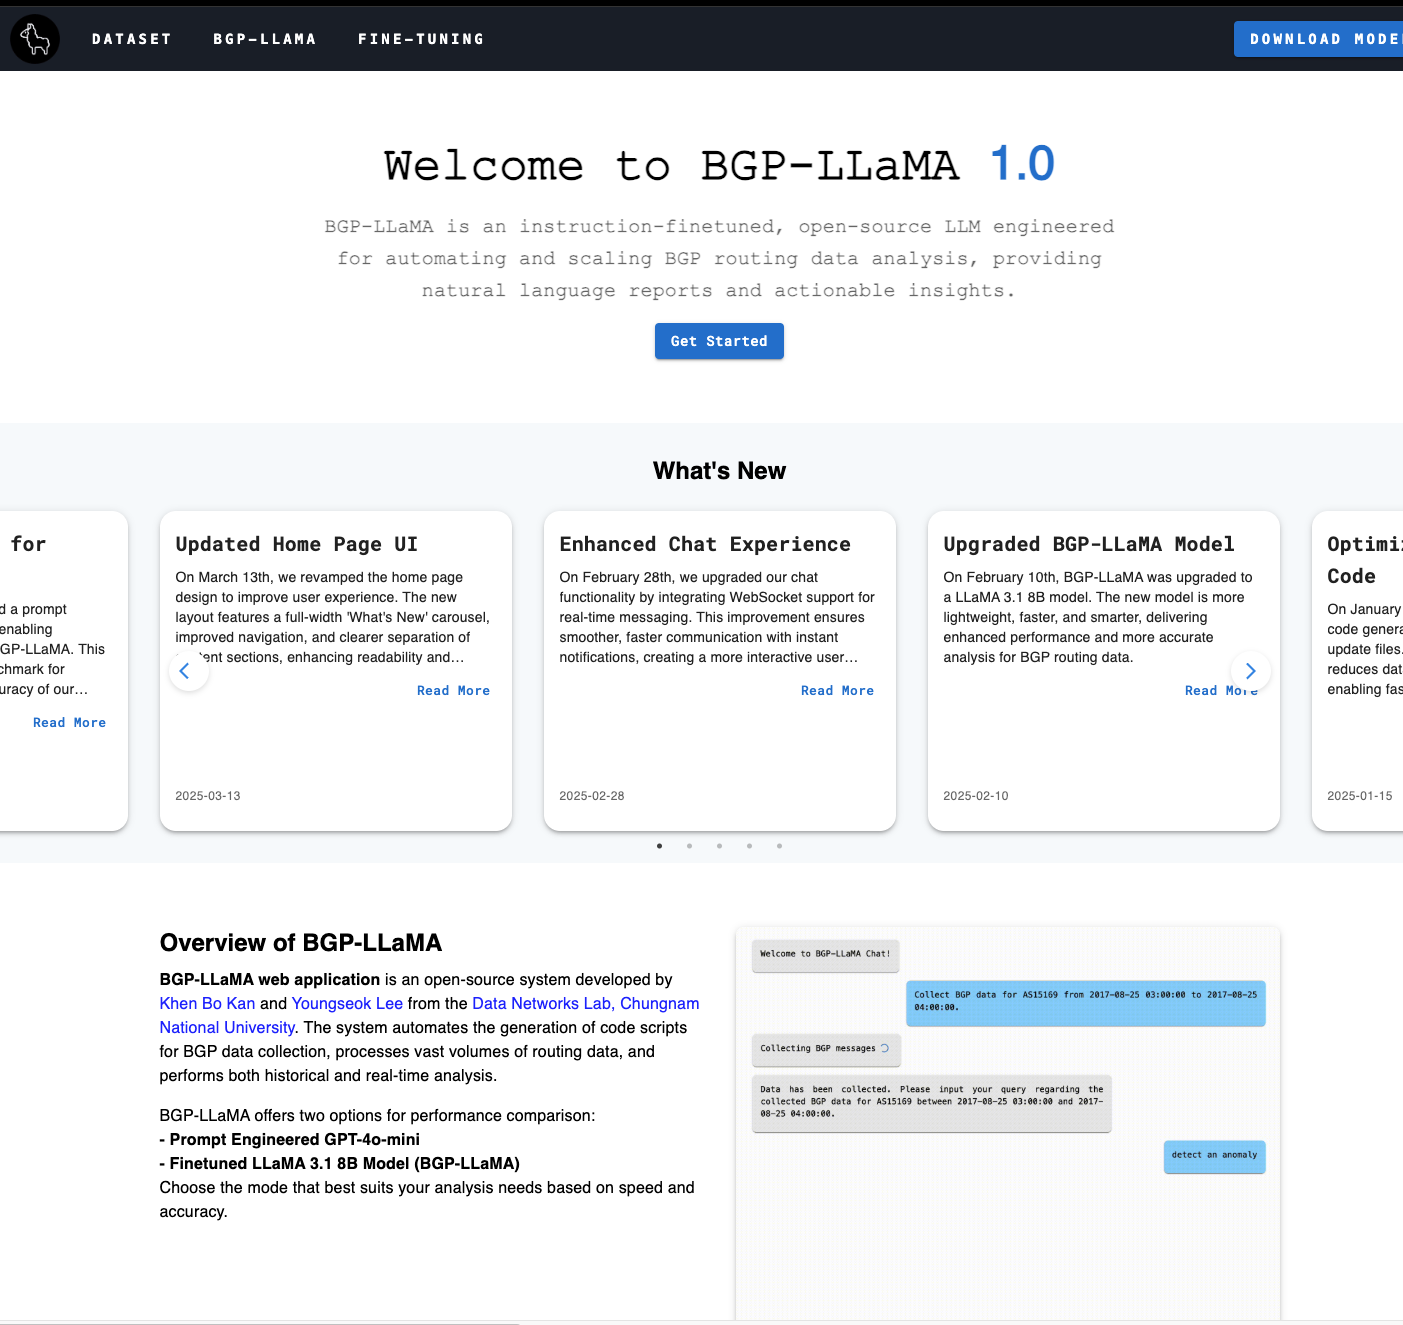 DATASET BGP-LLAMA FINE-TUNING DOWNLOAD MODE
Welcome to BGP-LLaMA 1.0
BGP-LLaMA is an instruction-finetuned, open-source LLM engineered
for automating and scaling BGP routing data analysis, providing
natural language reports and actionable insights.
Get Started
What's New
for
d a prompt
enabling
GP-LLaMA. This
chmark for
uracy of our...
Read More
Updated Home Page UI
On March 13th, we revamped the home page
design to improve user experience. The new
layout features a full-width 'What's New' carousel,
improved navigation, and clearer separation of
ent sections, enhancing readability and...
Read More
2025-03-13
Enhanced Chat Experience
On February 28th, we upgraded our chat
functionality by integrating WebSocket support for
real-time messaging. This improvement ensures
smoother, faster communication with instant
notifications, creating a more interactive user...
Read More
2025-02-28
Upgraded BGP-LLaMA Model
On February 10th, BGP-LLaMA was upgraded to
a LLaMA 3.1 8B model. The new model is more
lightweight, faster, and smarter, delivering
enhanced performance and more accurate
analysis for BGP routing data.
Read More
2025-02-10
Optimi
Code
On January
code genera
update files.
reduces dat
enabling fas
2025-01-15
Overview of BGP-LLaMA
BGP-LLaMA web application is an open-source system developed by
Khen Bo Kan and Youngseok Lee from the Data Networks Lab, Chungnam
National University. The system automates the generation of code scripts
for BGP data collection, processes vast volumes of routing data, and
performs both historical and real-time analysis.
BGP-LLaMA offers two options for performance comparison:
- Prompt Engineered GPT-4o-mini
- Finetuned LLaMA 3.1 8B Model (BGP-LLaMA)
Choose the mode that best suits your analysis needs based on speed and
accuracy.
Welcome to BGP-LLaMA Chat!
Collect BGP data for AS15169 from 2017-08-25 03:00:00 to 2017-08-25
04:00:00.
Collecting BGP messages
Data has been collected. Please input your query regarding the
collected BGP data for AS15169 between 2017-08-25 03:00:00 and 2017-
08-25 04:00:00.
detect an anomaly